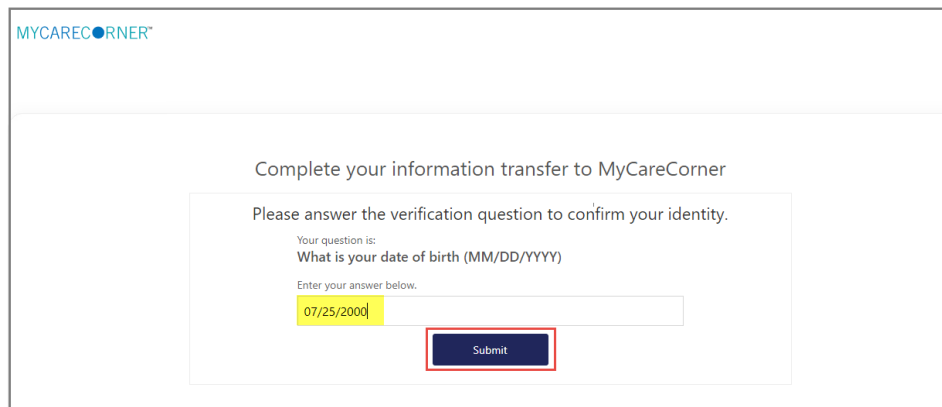 MYCARECORNER™
Complete your information transfer to MyCareCorner
Please answer the verification question to confirm your identity.
Your question is:
What is your date of birth (MM/DD/YYYY)
Enter your answer below.
07/25/2000
Submit